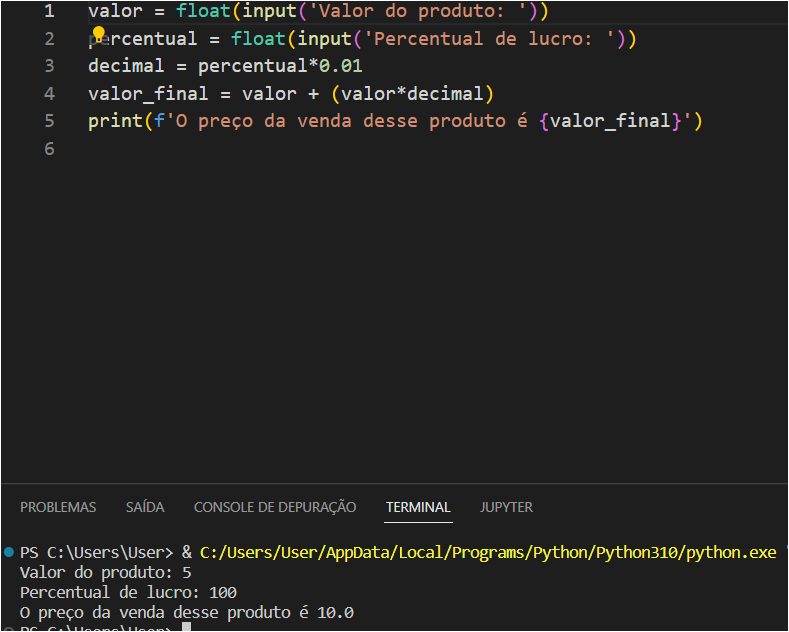 1 valor = float(input('Valor do produto: '))
2 percentual = float(input('Percentual de lucro: '))
3 decimal = percentual*0.01
4 valor_final = valor + (valor*decimal)
5 print(f'O preço da venda desse produto é {valor_final}')
6
PROBLEMAS SAÍDA CONSOLE DE DEPURAÇÃO TERMINAL JUPYTER
PS C:\Users\User> & C:/Users/User/AppData/Local/Programs/Python/Python310/python.exe
Valor do produto: 5
Percentual de lucro: 100
O preço da venda desse produto é 10.0
PS C:\Users\User>